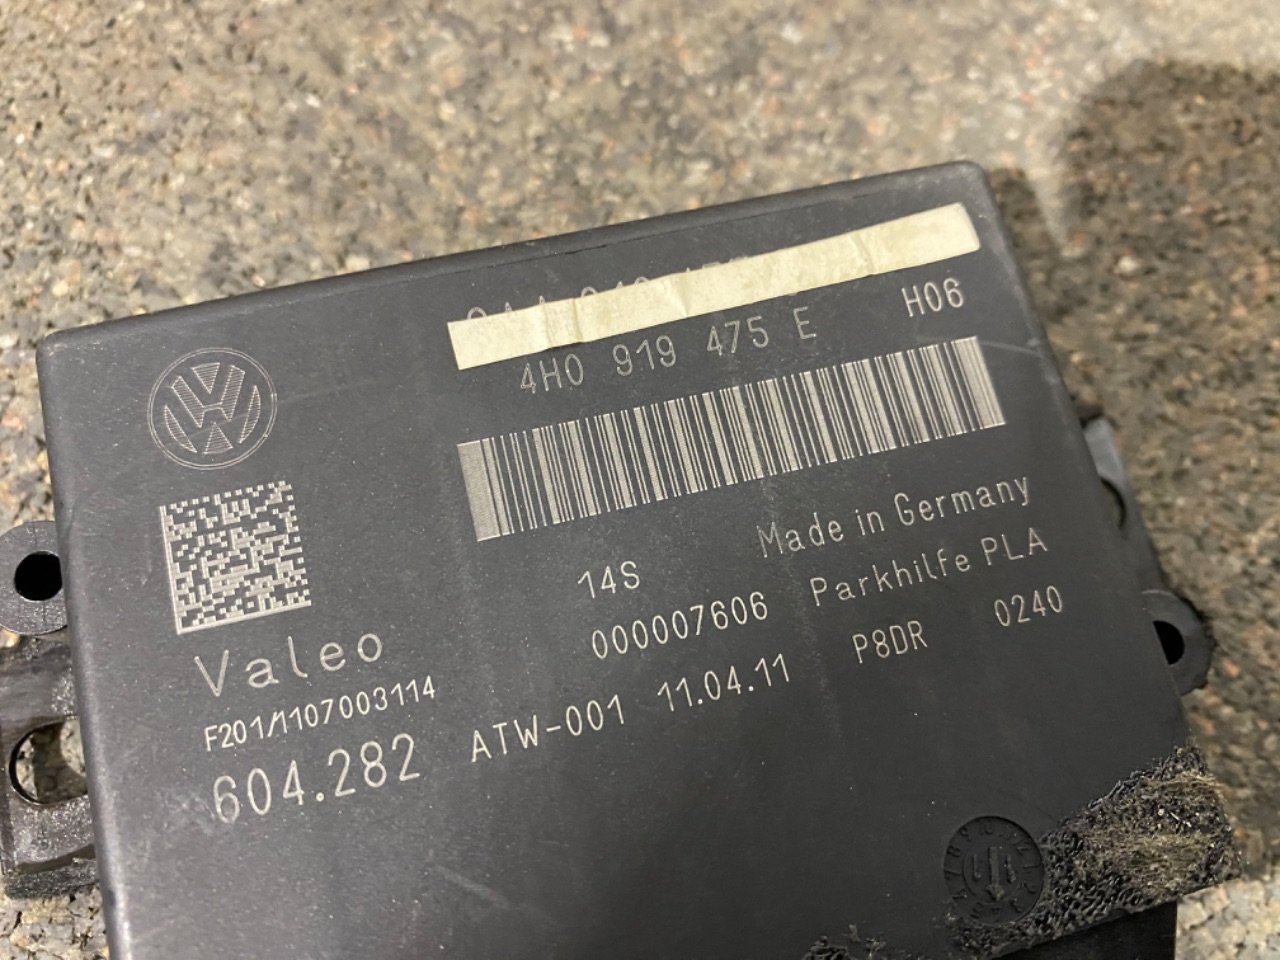 4H0 919 475 E H06
14S Made in Germany
000007606 Parkhilfe PLA
Valeo
F201/1107003114
ATW-001 11.04.11 P8DR 0240
604.282